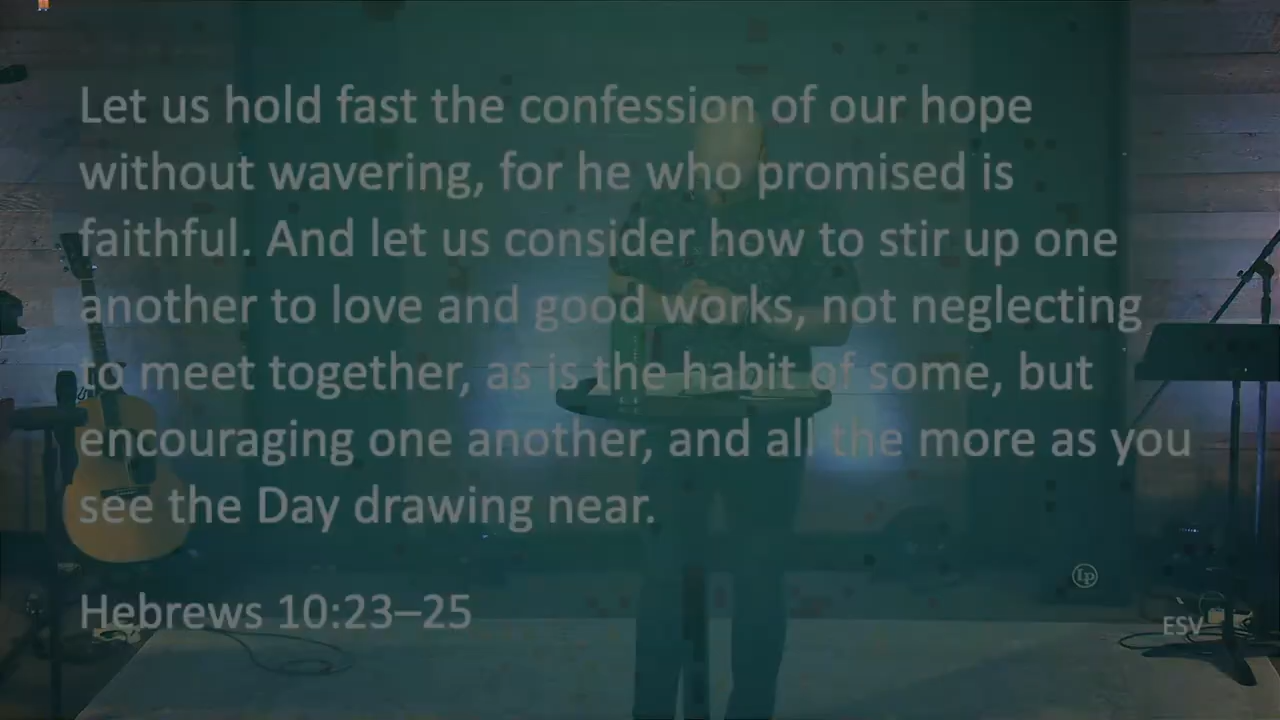 Let us hold fast the confession of our hope
without wavering, for he who promised is
faithful. And let us consider how to stir up one
another to love and good works, not neglecting
to meet together, as is the habit of some, but
encouraging one another, and all the more as you
see the Day drawing near.
Hebrews 10:23–25
LP
ESV